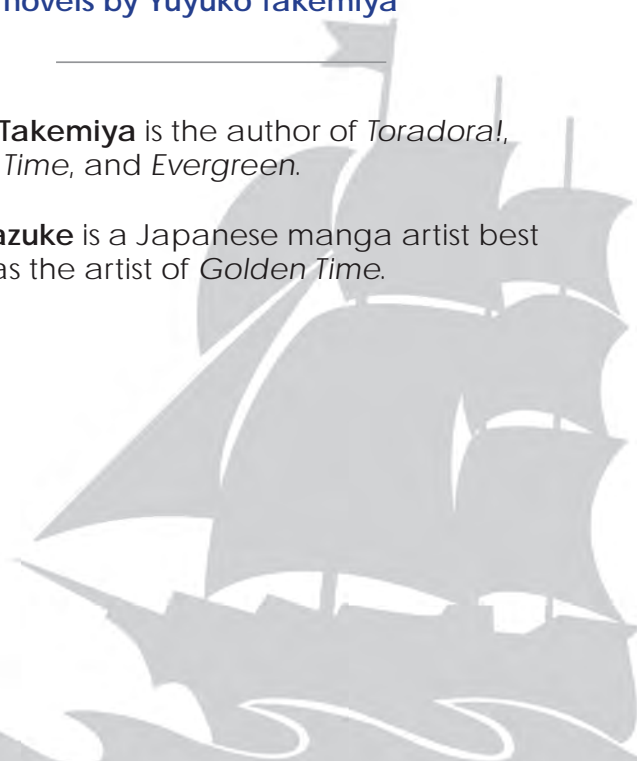 novels by Yuyuko Takemiya
Takemiya is the author of Toradora!,
Time, and Evergreen.
azuke is a Japanese manga artist best
as the artist of Golden Time.